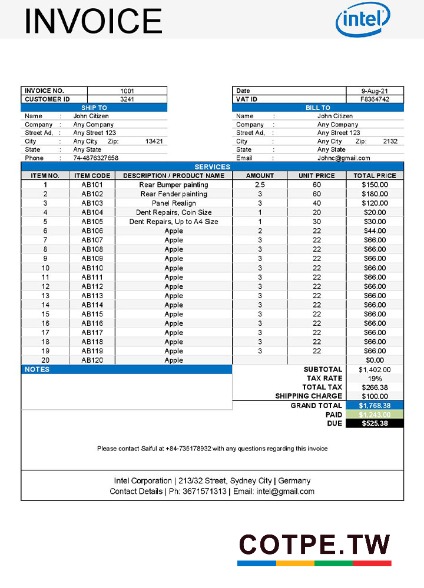 INVOICE
intel
INVOICE NO. 1001 Date 9-Aug-21
CUSTOMER ID 3241 VAT ID F8364742
SHIP TO BILL TO
Name : John Citizen Name : John Citizen
Company : Any Company Company : Any Company
Street Ad. : Any Street 123 Street Ad. : Any Street 123
City : Any City Zip: 13421 City : Any City Zip: 2132
State : Any State State : Any State
Phone : 74-4876327658 Email : Johnc@gmail.com
SERVICES
ITEM NO. ITEM CODE DESCRIPTION / PRODUCT NAME AMOUNT UNIT PRICE TOTAL PRICE
1 AB101 Rear Bumper painting 2.5 60 $150.00
2 AB102 Rear Fender painting 3 60 $180.00
3 AB103 Panel Realign 3 40 $120.00
4 AB104 Dent Repairs, Coin Size 1 20 $20.00
5 AB105 Dent Repairs, Up to A4 Size 1 30 $30.00
6 AB106 Apple 2 22 $44.00
7 AB107 Apple 3 22 $66.00
8 AB108 Apple 3 22 $66.00
9 AB109 Apple 3 22 $66.00
10 AB110 Apple 3 22 $66.00
11 AB111 Apple 3 22 $66.00
12 AB112 Apple 3 22 $66.00
13 AB113 Apple 3 22 $66.00
14 AB114 Apple 3 22 $66.00
15 AB115 Apple 3 22 $66.00
16 AB116 Apple 3 22 $66.00
17 AB117 Apple 3 22 $66.00
18 AB118 Apple 3 22 $66.00
19 AB119 Apple 3 22 $66.00
20 AB120 Apple $0.00
NOTES SUBTOTAL $1,402.00
TAX RATE 19%
TOTAL TAX $266.38
SHIPPING CHARGE $100.00
GRAND TOTAL $1,768.38
PAID $1,243.00
DUE $525.38
Please contact Saiful at +84-735178932 with any questions regarding this invoice
Intel Corporation | 213/32 Street, Sydney City | Germany
Contact Details | Ph: 3671571313 | Email: intel@gmail.com
COTPE.TW